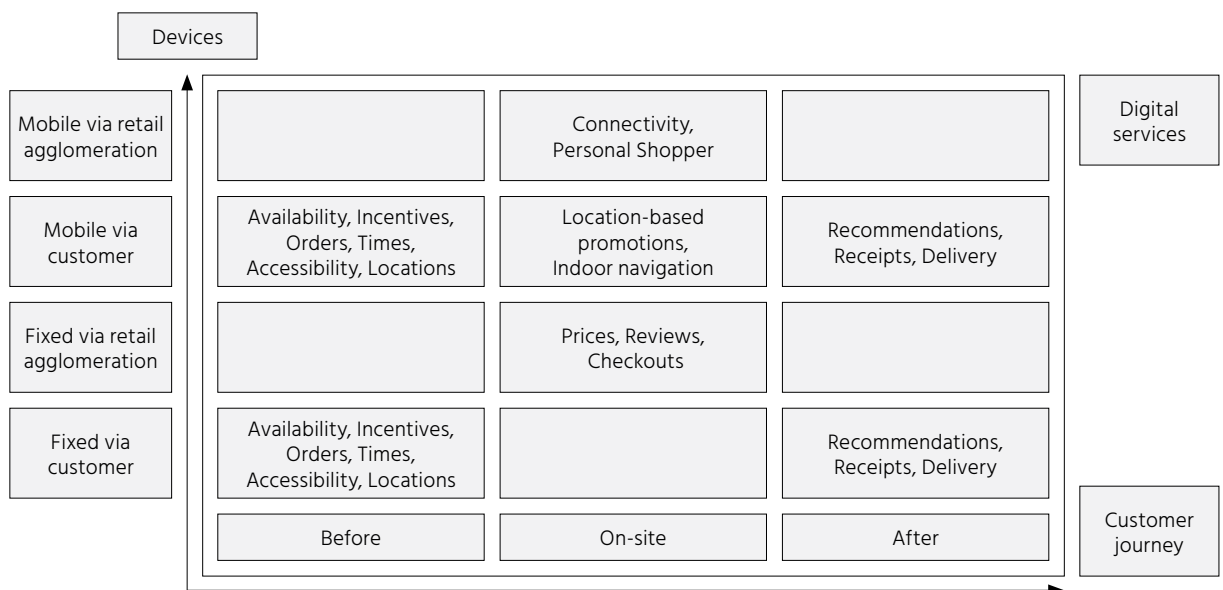 Devices
Mobile via retail
agglomeration
Connectivity,
Personal Shopper
Digital
services
Mobile via
customer
Availability, Incentives,
Orders, Times,
Accessibility, Locations
Location-based
promotions,
Indoor navigation
Recommendations,
Receipts, Delivery
Fixed via retail
agglomeration
Prices, Reviews,
Checkouts
Fixed via
customer
Availability, Incentives,
Orders, Times,
Accessibility, Locations
Recommendations,
Receipts, Delivery
Before
On-site
After
Customer
journey